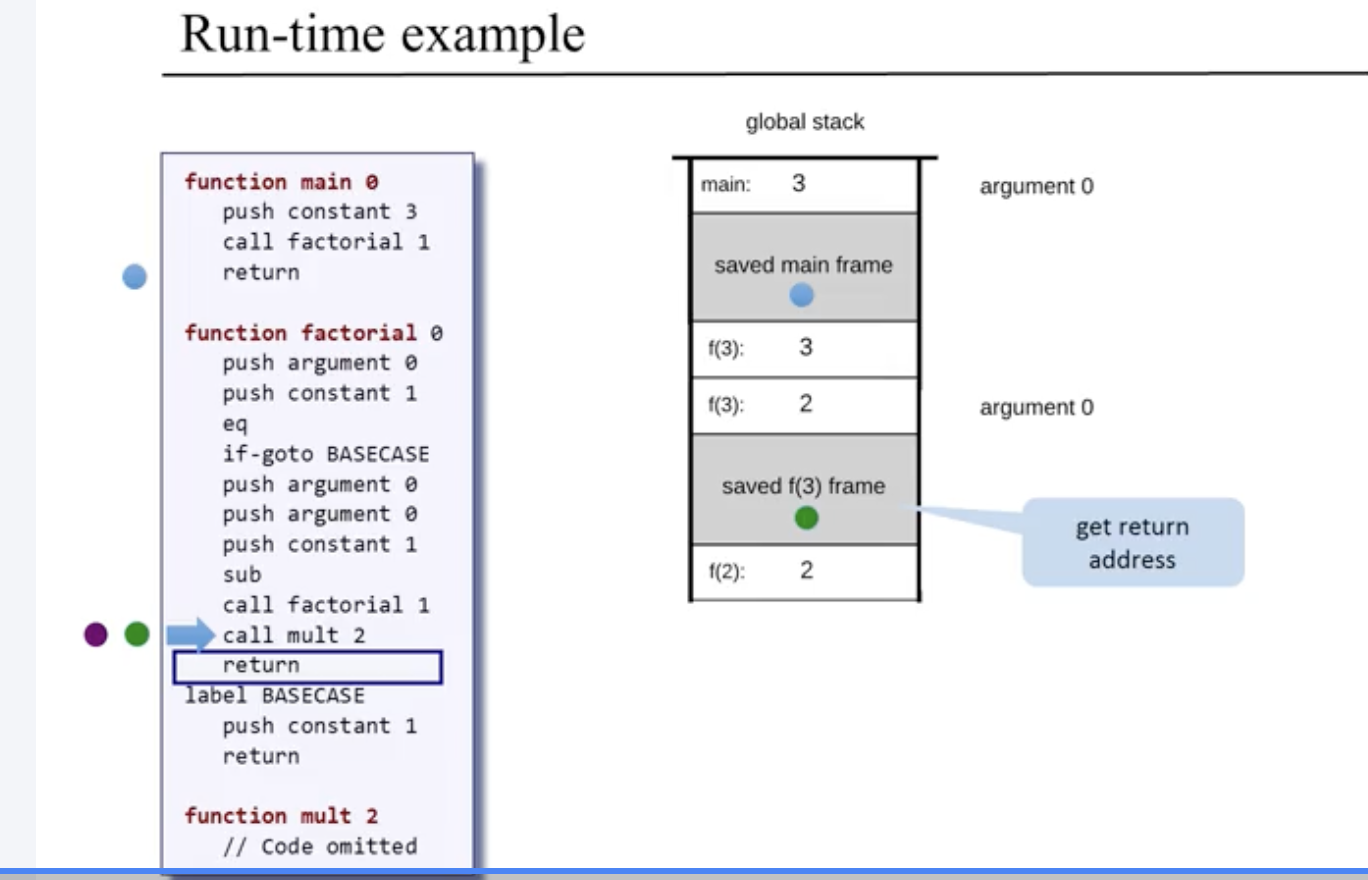 Run-time example
function main 0
push constant 3
call factorial 1
return
function factorial 0
push argument 0
push constant 1
eq
if-goto BASECASE
push argument 0
push argument 0
push constant 1
sub
call factorial 1
call mult 2
return
label BASECASE
push constant 1
return
function mult 2
// Code omitted
global stack
main: 3
argument 0
saved main frame
f(3): 3
f(3): 2
argument 0
saved f(3) frame
f(2): 2
get return
address